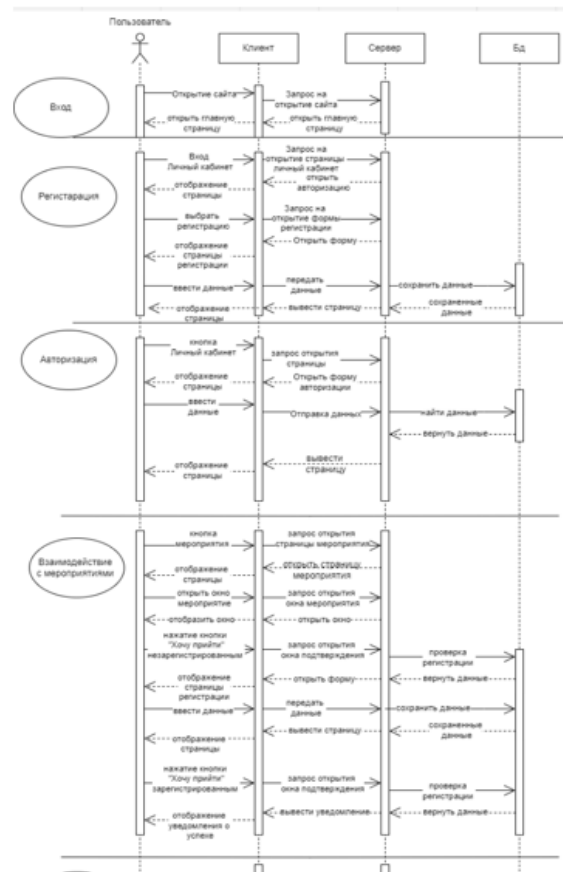 Пользователь
Клиент
Сервер
Бд
Вход
Открытие сайта
Запрос на
открытие сайта
открыть главную
страницу
открыть главную
страницу
Регистарация
Вход
Личный кабинет
Запрос на
открытие страницы
личный кабинет
отображение
страницы
открыть
авторизацию
выбрать
регистрацию
Запрос на
открытие формы
регистрации
отображение
страницы
регистрации
Открыть форму
ввести данные
передать
данные
сохранить данные
отображение
страницы
вывести страницу
сохраненные
данные
Авторизация
кнопка
Личный кабинет
запрос открытия
страницы
отображение
страницы
Открыть форму
авторизации
ввести
данные
Отправка данных
найти данные
вернуть данные
вывести
страницу
отображение
страницы
Взаимодействие
с мероприятиями
кнопка
мероприятия
запрос открытия
страницы мероприятия
отображение
страницы
открыть страницу
мероприятия
открыть окно
мероприятие
запрос открытия
окна мероприятия
отобразить окно
открыть окно
нажатие кнопки
"Хочу прийти"
незарегистрированным
запрос открытия
окна подтверждения
проверка
регистрации
отображение
страницы
регистрации
открыть форму
вернуть данные
ввести данные
передать
данные
сохранить данные
отображение
страницы
вывести страницу
сохраненные
данные
нажатие кнопки
"Хочу прийти"
зарегистрированным
запрос открытия
окна подтверждения
проверка
регистрации
отображение
уведомления о
успехе
вывести уведомление
вернуть данные